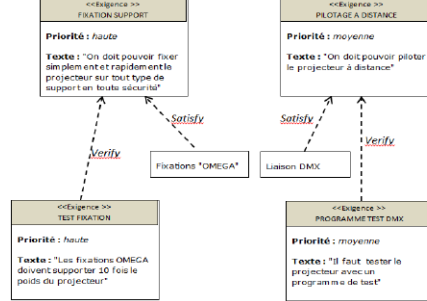 <<Exigence >>
FIXATION SUPPORT
Priorité : haute
Texte : "On doit pouvoir fixer
simplement et rapidement le
projecteur sur tout type de
support en toute sécurité"
<<Exigence >>
PILOTAGE A DISTANCE
Priorité : moyenne
Texte : "On doit pouvoir piloter
le projecteur à distance"
Satisfy
Satisfy
Verify
Verify
Fixations "OMEGA"
Liaison DMX
<<Exigence >>
TEST FIXATION
Priorité : haute
Texte : "Les fixations OMEGA
doivent supporter 10 fois le
poids du projecteur"
<<Exigence >>
PROGRAMME TEST DMX
Priorité : moyenne
Texte : "Il faut tester le
projecteur avec un
programme de test"